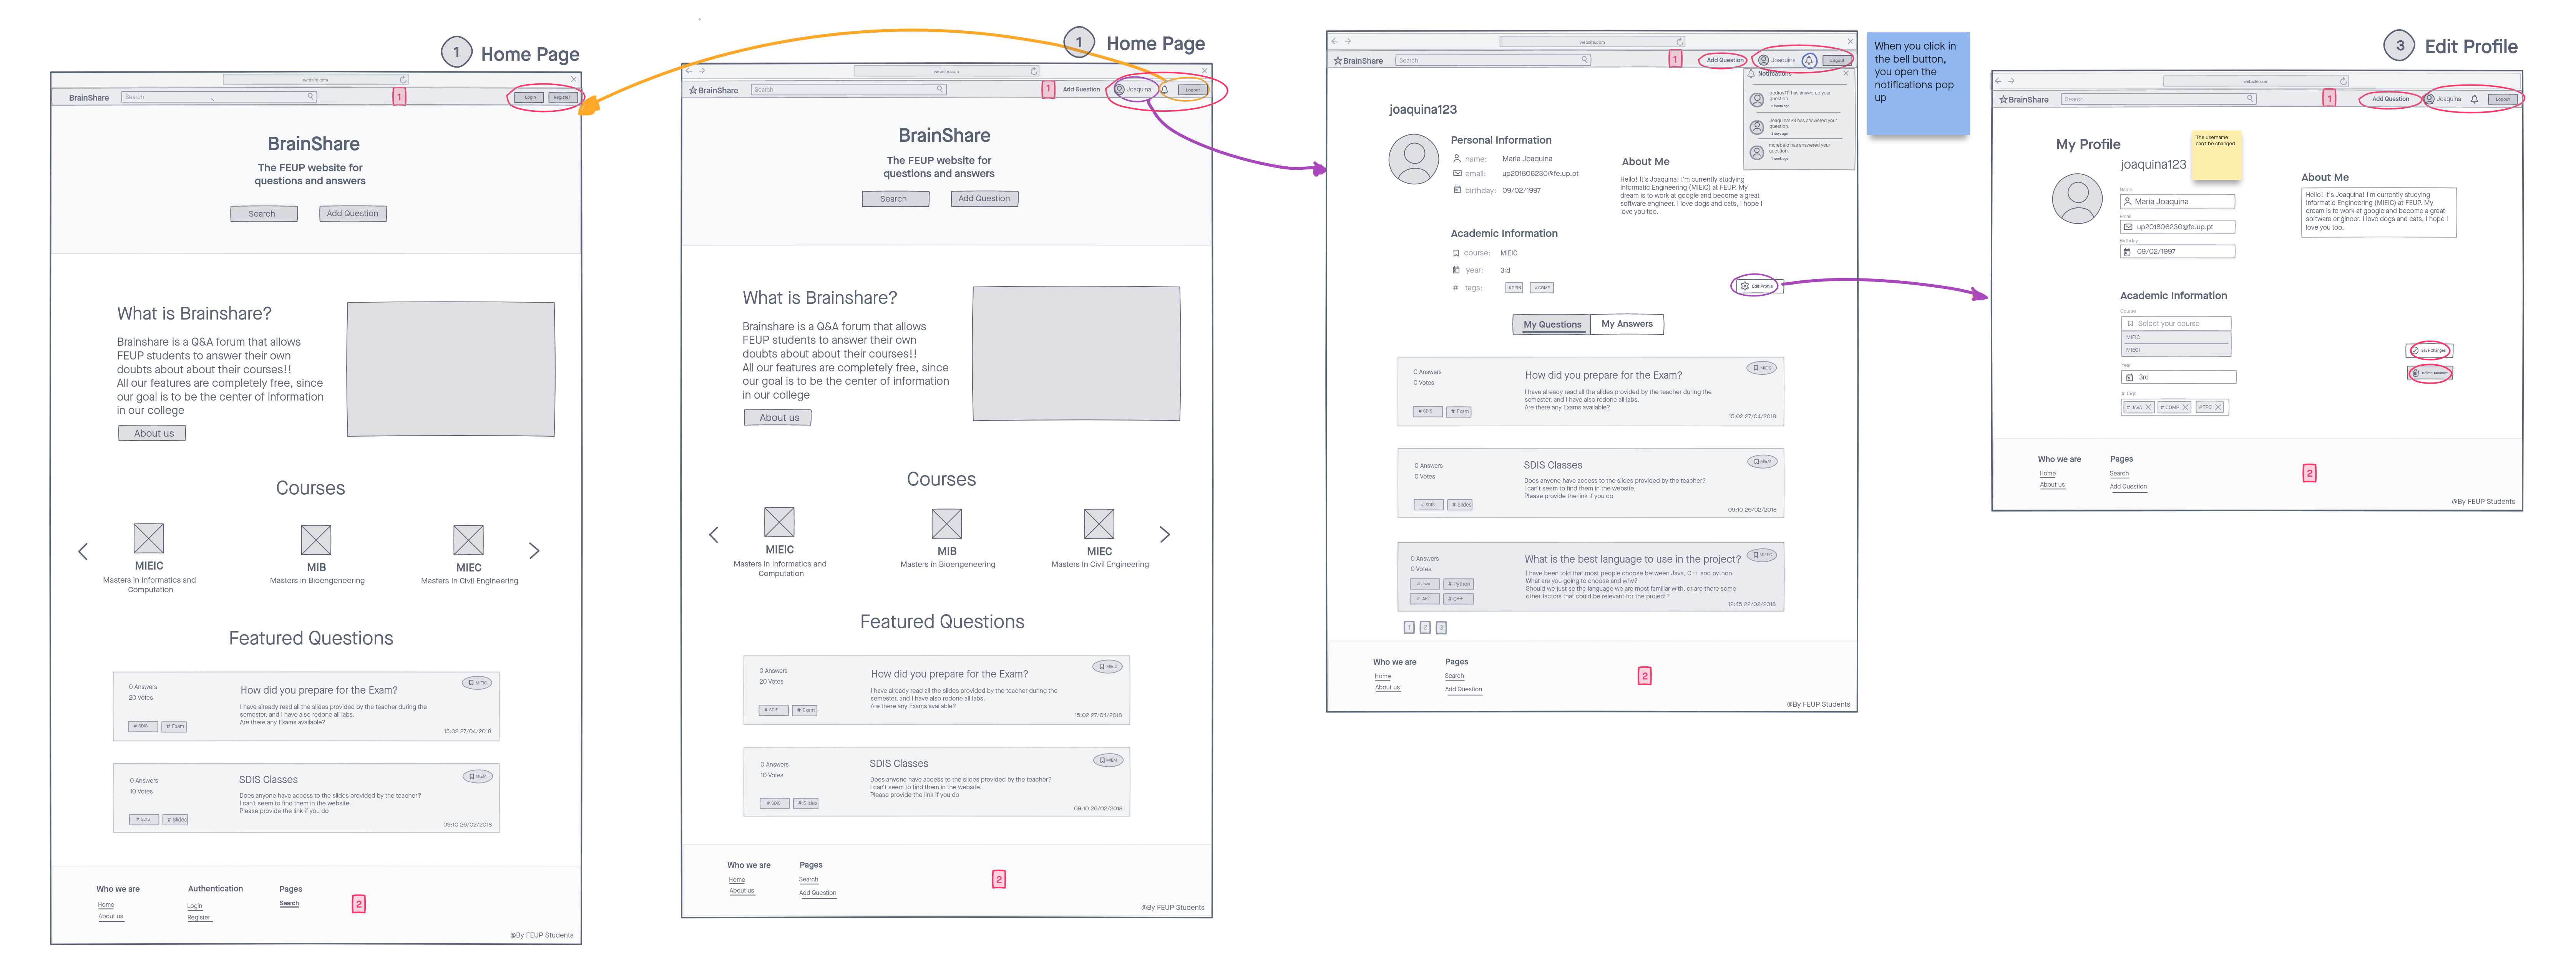 1 Home Page
website.com
BrainShare
Search
1
Login
Register
BrainShare
The FEUP website for
questions and answers
Search
Add Question
What is Brainshare?
Brainshare is a Q&A forum that allows
FEUP students to answer their own
doubts about about their courses!!
All our features are completely free, since
our goal is to be the center of information
in our college
About us
Courses
MIEIC
Masters in Informatics and
Computation
MIB
Masters in Bioengeneering
MIEC
Masters In Civil Engineering
Featured Questions
0 Answers
20 Votes
# SDIS
# Exam
How did you prepare for the Exam?
I have already read all the slides provided by the teacher during the
semester, and I have also redone all labs.
Are there any Exams available?
MIEIC
15:02 27/04/2018
0 Answers
10 Votes
# SDIS
# Slides
SDIS Classes
Does anyone have access to the slides provided by the teacher?
I can't seem to find them in the website.
Please provide the link if you do
MIEM
09:10 26/02/2018
Who we are
Home
About us
Authentication
Login
Register
Pages
Search
2
@By FEUP Students
1 Home Page
website.com
BrainShare
Search
1
Add Question
Joaquina
Logout
BrainShare
The FEUP website for
questions and answers
Search
Add Question
What is Brainshare?
Brainshare is a Q&A forum that allows
FEUP students to answer their own
doubts about about their courses!!
All our features are completely free, since
our goal is to be the center of information
in our college
About us
Courses
MIEIC
Masters in Informatics and
Computation
MIB
Masters in Bioengeneering
MIEC
Masters In Civil Engineering
Featured Questions
0 Answers
20 Votes
# SDIS
# Exam
How did you prepare for the Exam?
I have already read all the slides provided by the teacher during the
semester, and I have also redone all labs.
Are there any Exams available?
MIEIC
15:02 27/04/2018
0 Answers
10 Votes
# SDIS
# Slides
SDIS Classes
Does anyone have access to the slides provided by the teacher?
I can't seem to find them in the website.
Please provide the link if you do
MIEM
09:10 26/02/2018
Who we are
Home
About us
Pages
Search
Add Question
2
@By FEUP Students
website.com
BrainShare
Search
1
Add Question
Joaquina
Logout
Notifications
has answered your
question.
Joaquina123 has answered your
question.
3 days ago
has answered your
question.
1 week ago
When you click in
the bell button,
you open the
notifications pop
up
joaquina123
Personal Information
name: Maria Joaquina
email: up201806230@fe.up.pt
birthday: 09/02/1997
About Me
Hello! It's Joaquina! I'm currently studying
Informatic Engineering (MIEIC) at FEUP. My
dream is to work at google and become a great
software engineer. I love dogs and cats, I hope I
love you too.
Academic Information
course: MIEIC
year: 3rd
# tags:
#PPIN
#COMP
Edit Profile
My Questions
My Answers
0 Answers
0 Votes
# SDIS
# Exam
How did you prepare for the Exam?
I have already read all the slides provided by the teacher during the
semester, and I have also redone all labs.
Are there any Exams available?
MIEIC
15:02 27/04/2018
0 Answers
0 Votes
# SDIS
# Slides
SDIS Classes
Does anyone have access to the slides provided by the teacher?
I can't seem to find them in the website.
Please provide the link if you do
MIEM
09:10 26/02/2018
0 Answers
0 Votes
# Java
# Python
# C++
What is the best language to use in the project?
I have been told that most people choose between Java, C++ and python.
What are you going to choose and why?
Should we just se the language we are most familiar with, or are there some
other factors that could be relevant for the project?
12:45 22/02/2018
1
2
3
Who we are
Home
About us
Pages
Search
Add Question
2
@By FEUP Students
3 Edit Profile
website.com
BrainShare
Search
1
Add Question
Joaquina
Logout
My Profile
joaquina123
The username
can't be changed
Name
Maria Joaquina
Email
up201806230@fe.up.pt
Birthday
09/02/1997
About Me
Hello! It's Joaquina! I'm currently studying
Informatic Engineering (MIEIC) at FEUP. My
dream is to work at google and become a great
software engineer. I love dogs and cats, I hope I
love you too.
Academic Information
Course
Select your course
MIEIC
MIEGI
Year
3rd
# Tags
# JAVA
# COMP
#TPC
Save Changes
Delete Account
Who we are
Home
About us
Pages
Search
Add Question
2
@By FEUP Students